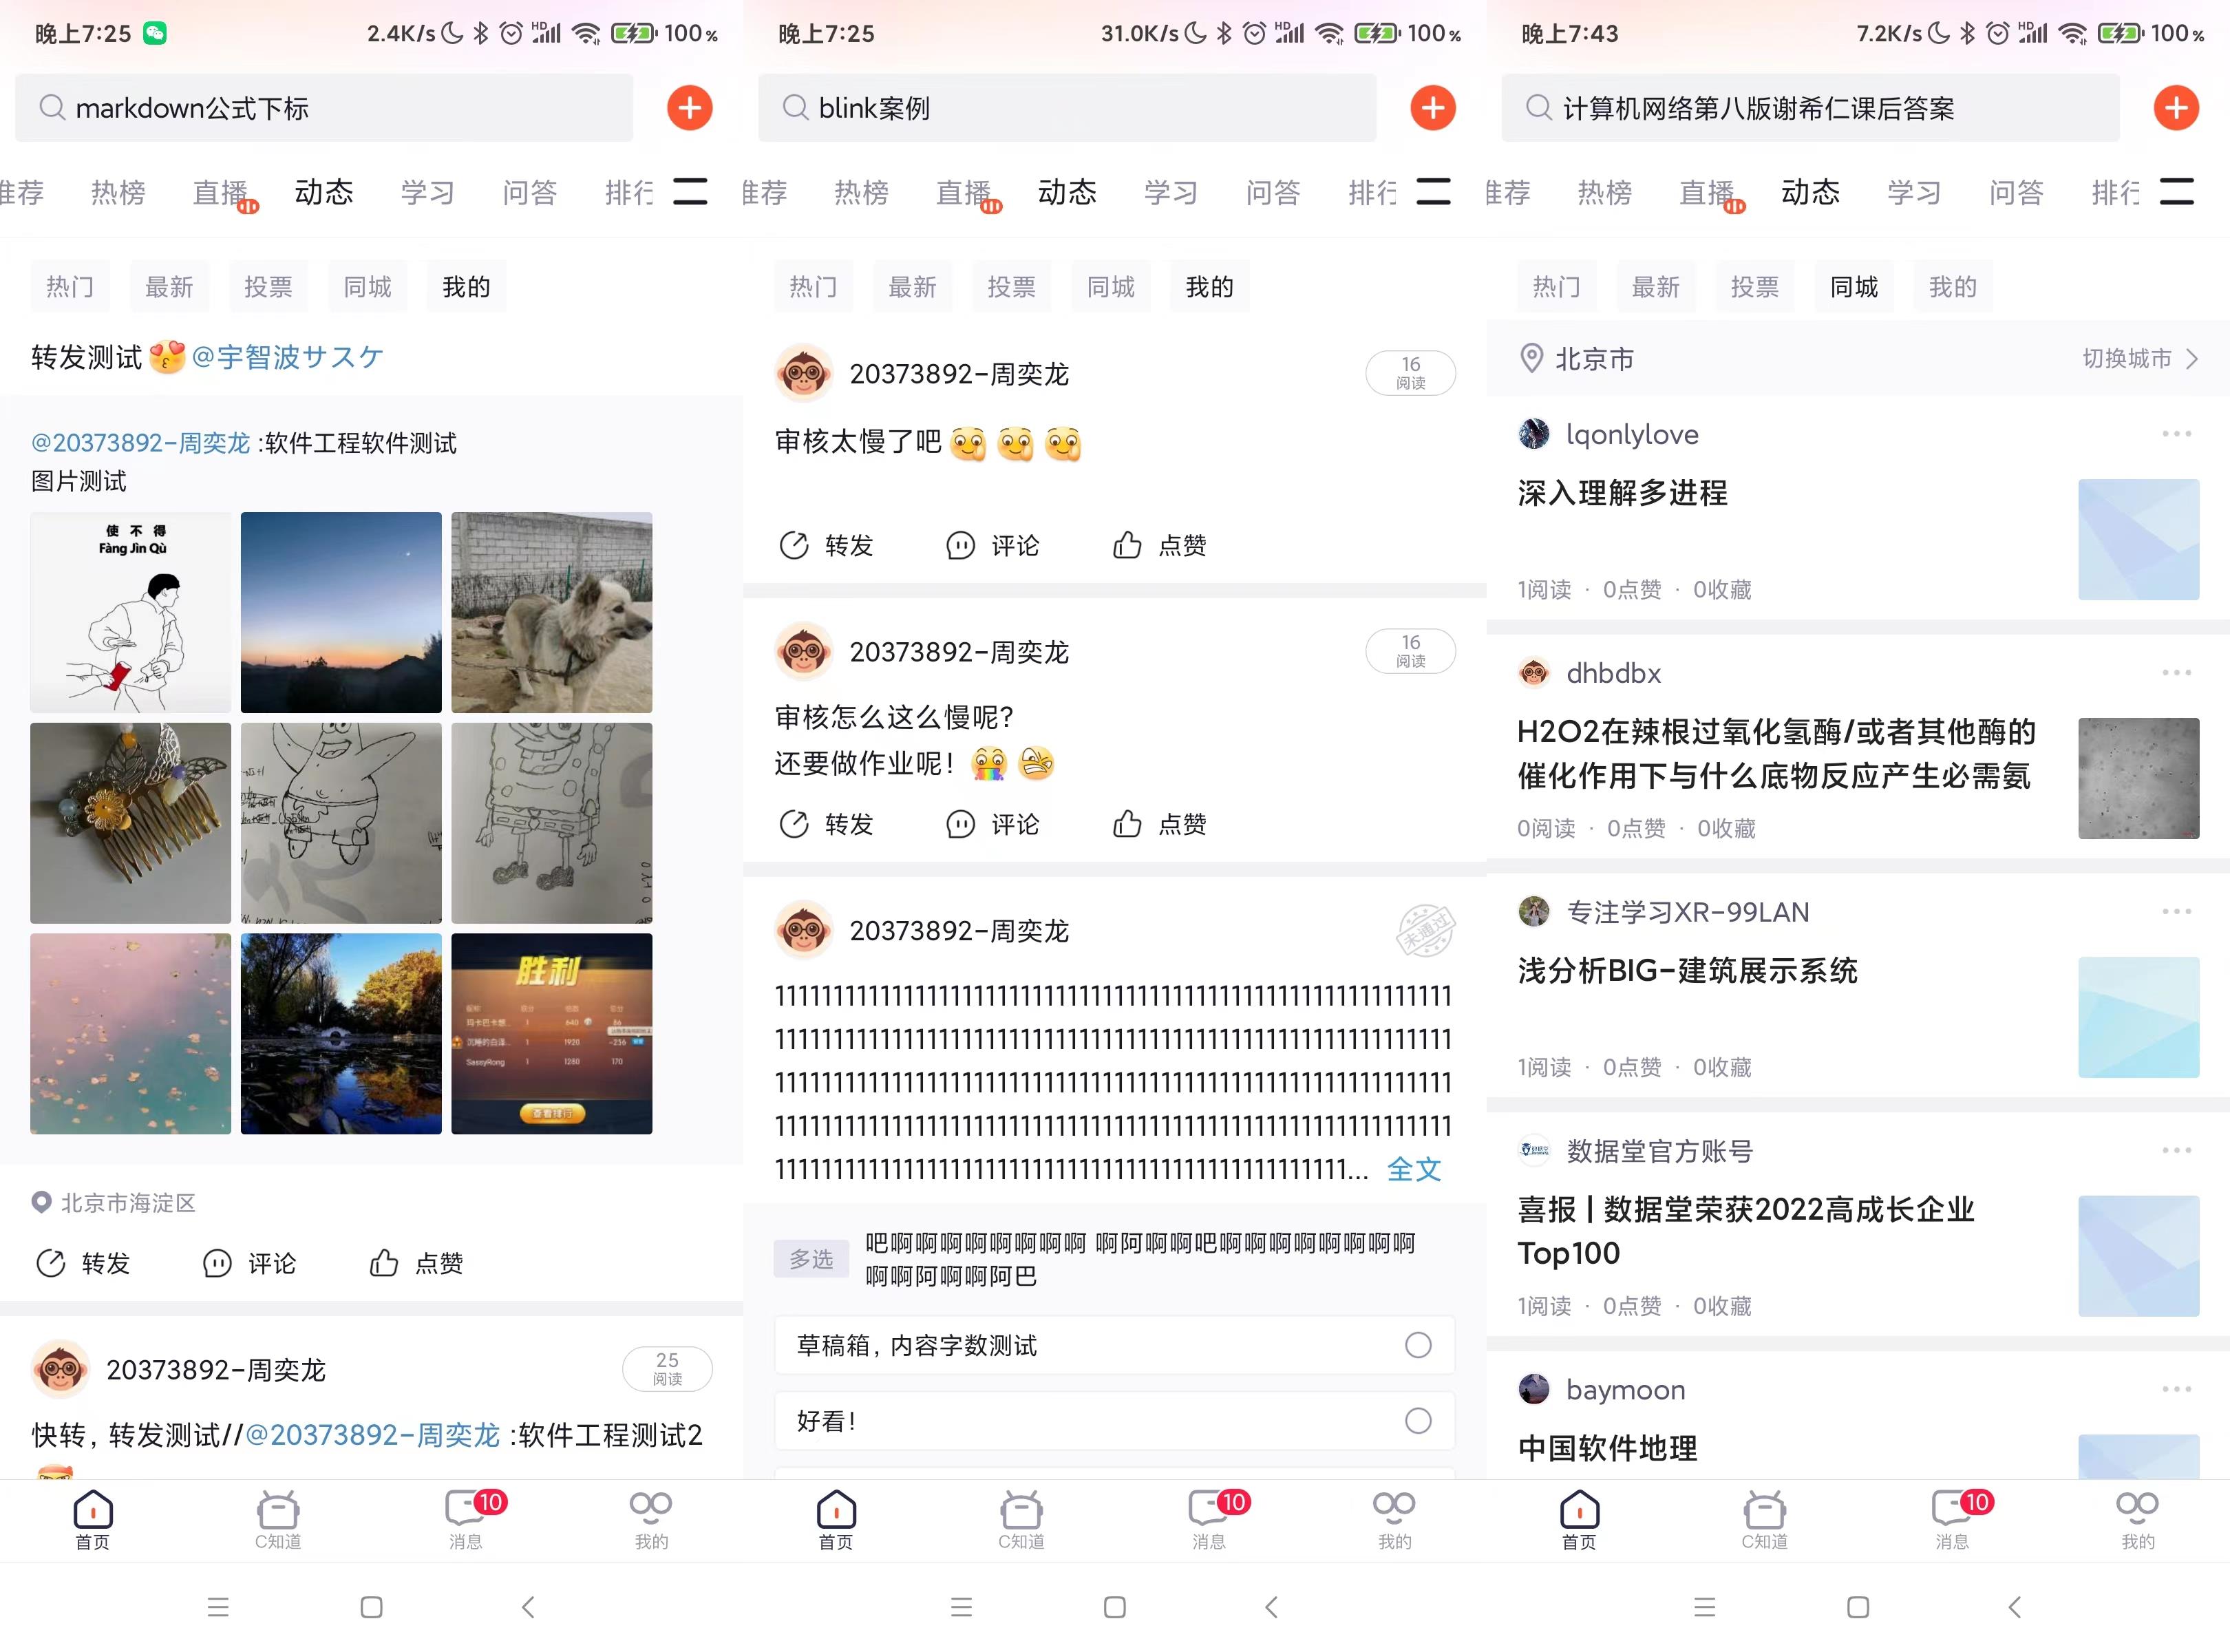 晚上7:25 2.4K/s HD 100%
markdown公式下标
推荐 热榜 直播 动态 学习 问答 排行
热门 最新 投票 同城 我的
转发测试 @宇智波サスケ
@20373892-周奕龙 :软件工程软件测试
图片测试
使不得
Fàng Jìn Qù
胜利
查看排行
北京市海淀区
转发 评论 点赞
20373892-周奕龙 25
阅读
快转，转发测试//@20373892-周奕龙 :软件工程测试2
首页 C知道 消息 10 我的
晚上7:25 31.0K/s HD 100%
blink案例
推荐 热榜 直播 动态 学习 问答 排行
热门 最新 投票 同城 我的
20373892-周奕龙 16
阅读
审核太慢了吧
转发 评论 点赞
20373892-周奕龙 16
阅读
审核怎么这么慢呢?
还要做作业呢!
转发 评论 点赞
20373892-周奕龙 未通过
全文
多选
吧啊啊啊啊啊啊啊啊 啊阿啊啊吧啊啊啊啊啊啊啊啊
啊啊阿啊啊阿巴
草稿箱，内容字数测试
好看!
首页 C知道 消息 10 我的
晚上7:43 7.2K/s HD 100%
计算机网络第八版谢希仁课后答案
推荐 热榜 直播 动态 学习 问答 排行
热门 最新 投票 同城 我的
北京市 切换城市
lqonlylove
深入理解多进程
1阅读 · 0点赞 · 0收藏
dhbdbx
H2O2在辣根过氧化氢酶/或者其他酶的
催化作用下与什么底物反应产生必需氨
0阅读 · 0点赞 · 0收藏
专注学习XR-99LAN
浅分析BIG-建筑展示系统
1阅读 · 0点赞 · 0收藏
数据堂官方账号
喜报 | 数据堂荣获2022高成长企业
Top100
1阅读 · 0点赞 · 0收藏
baymoon
中国软件地理
首页 C知道 消息 10 我的